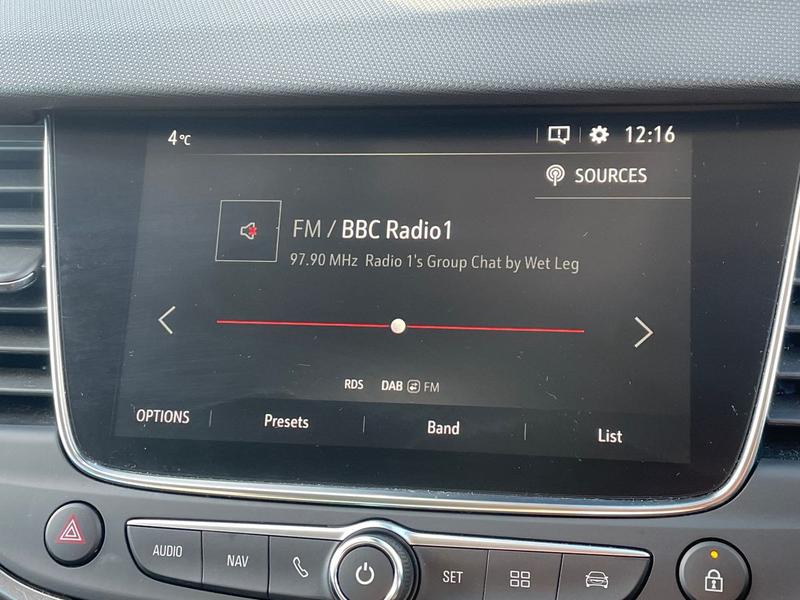 4°C
12:16
SOURCES
FM / BBC Radio1
97.90 MHz Radio 1's Group Chat by Wet Leg
RDS DAB FM
OPTIONS Presets Band List
AUDIO NAV SET